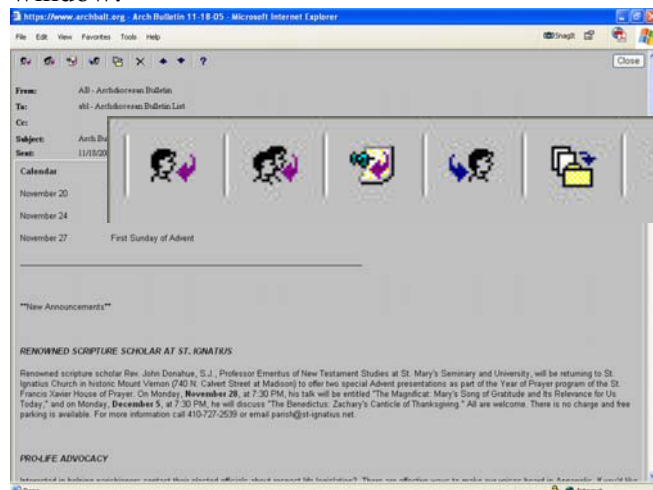 https://www.archbalt.org - Arch Bulletin 11-18-05 - Microsoft Internet Explorer
File Edit View Favorites Tools Help
SnagIt
? Close
From: AB - Archdiocesan Bulletin
To: abl - Archdiocesan Bulletin List
Cc:
Subject: Arch Bu
Sent: 11/18/20
Calendar
November 20
November 24
November 27 First Sunday of Advent
**New Announcements**
RENOWNED SCRIPTURE SCHOLAR AT ST. IGNATIUS
Renowned scripture scholar Rev. John Donahue, S.J., Professor Emeritus of New Testament Studies at St. Mary's Seminary and University, will be returning to St.
Ignatius Church in historic Mount Vernon (740 N. Calvert Street at Madison) to offer two special Advent presentations as part of the Year of Prayer program of the St.
Francis Xavier House of Prayer. On Monday, November 28, at 7:30 PM, his talk will be entitled "The Magnificat: Mary's Song of Gratitude and Its Relevance for Us
Today," and on Monday, December 5, at 7:30 PM, he will discuss "The Benedictus: Zachary's Canticle of Thanksgiving." All are welcome. There is no charge and free
parking is available. For more information call 410-727-2539 or email parish@st-ignatius.net.
PRO-LIFE ADVOCACY